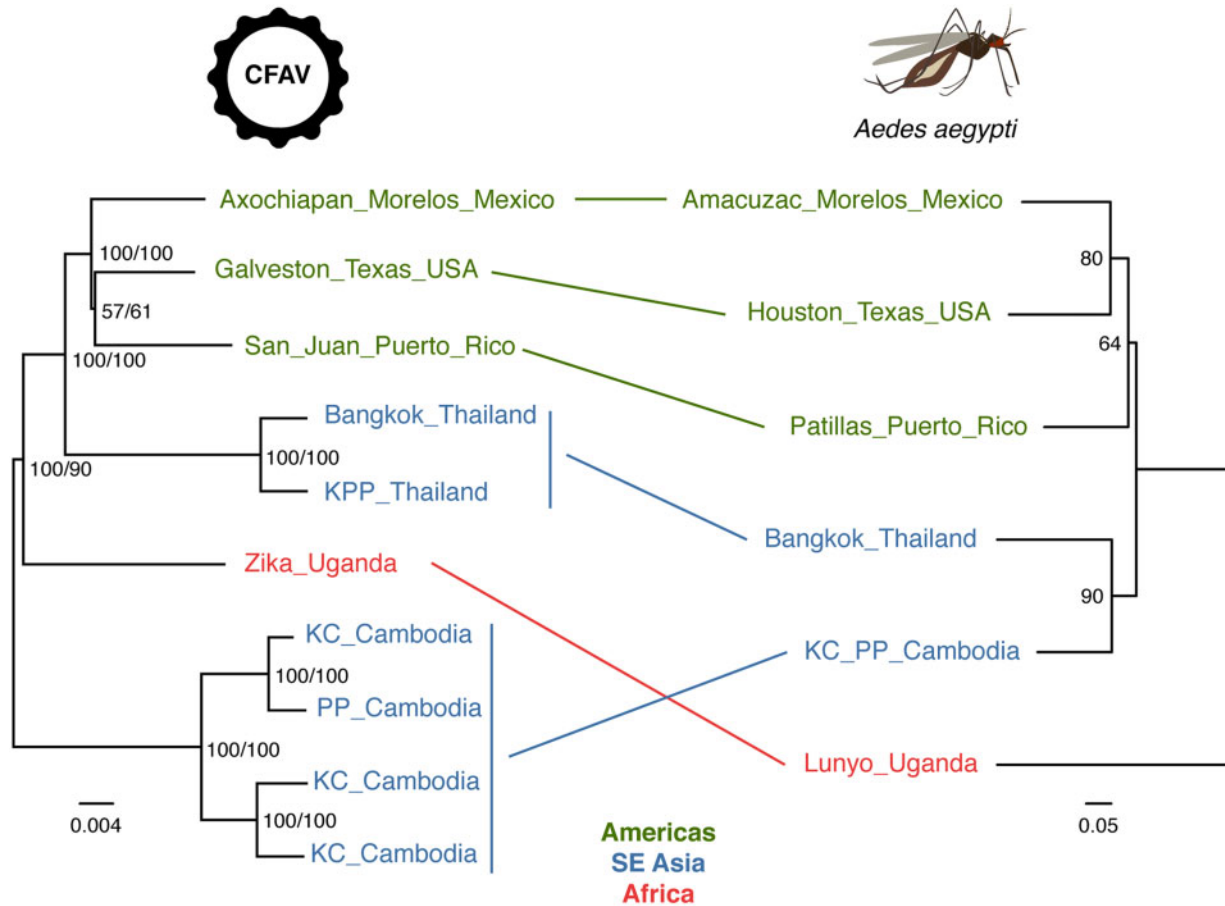 CFAV
Aedes aegypti
Axochiapan_Morelos_Mexico
Amacuzac_Morelos_Mexico
100/100
80
Galveston_Texas_USA
57/61
Houston_Texas_USA
San_Juan_Puerto_Rico
64
100/100
Bangkok_Thailand
Patillas_Puerto_Rico
100/100
100/90
KPP_Thailand
Bangkok_Thailand
Zika_Uganda
90
KC_Cambodia
KC_PP_Cambodia
100/100
PP_Cambodia
100/100
Lunyo_Uganda
KC_Cambodia
0.004
100/100
0.05
Americas
KC_Cambodia
SE Asia
Africa